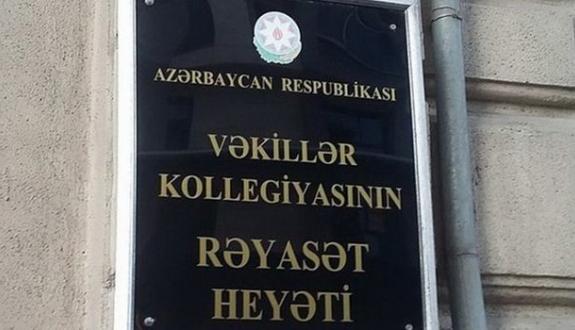 AZƏRBAYCAN RESPUBLİKASI
VƏKİLLƏR
KOLLEGİYASININ
RƏYASƏT
HEYƏTİ